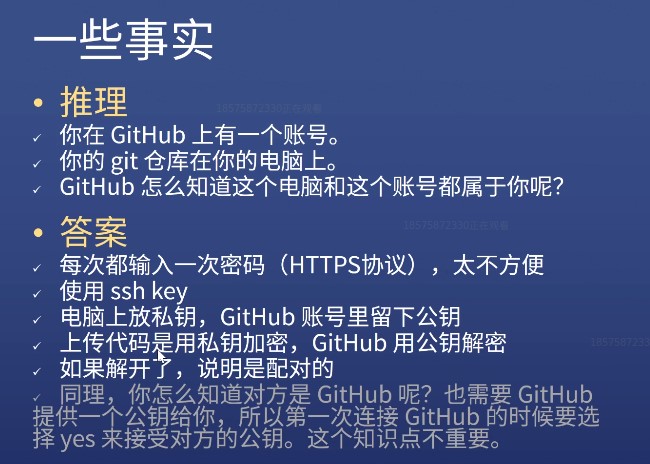 一些事实
• 推理
✓ 你在 GitHub 上有一个账号。
✓ 你的 git 仓库在你的电脑上。
✓ GitHub 怎么知道这个电脑和这个账号都属于你呢？
• 答案
✓ 每次都输入一次密码（HTTPS协议），太不方便
✓ 使用 ssh key
✓ 电脑上放私钥，GitHub 账号里留下公钥
✓ 上传代码是用私钥加密，GitHub 用公钥解密
✓ 如果解开了，说明是配对的
✓ 同理，你怎么知道对方是 GitHub 呢？也需要 GitHub
提供一个公钥给你，所以第一次连接 GitHub 的时候要选
择 yes 来接受对方的公钥。这个知识点不重要。